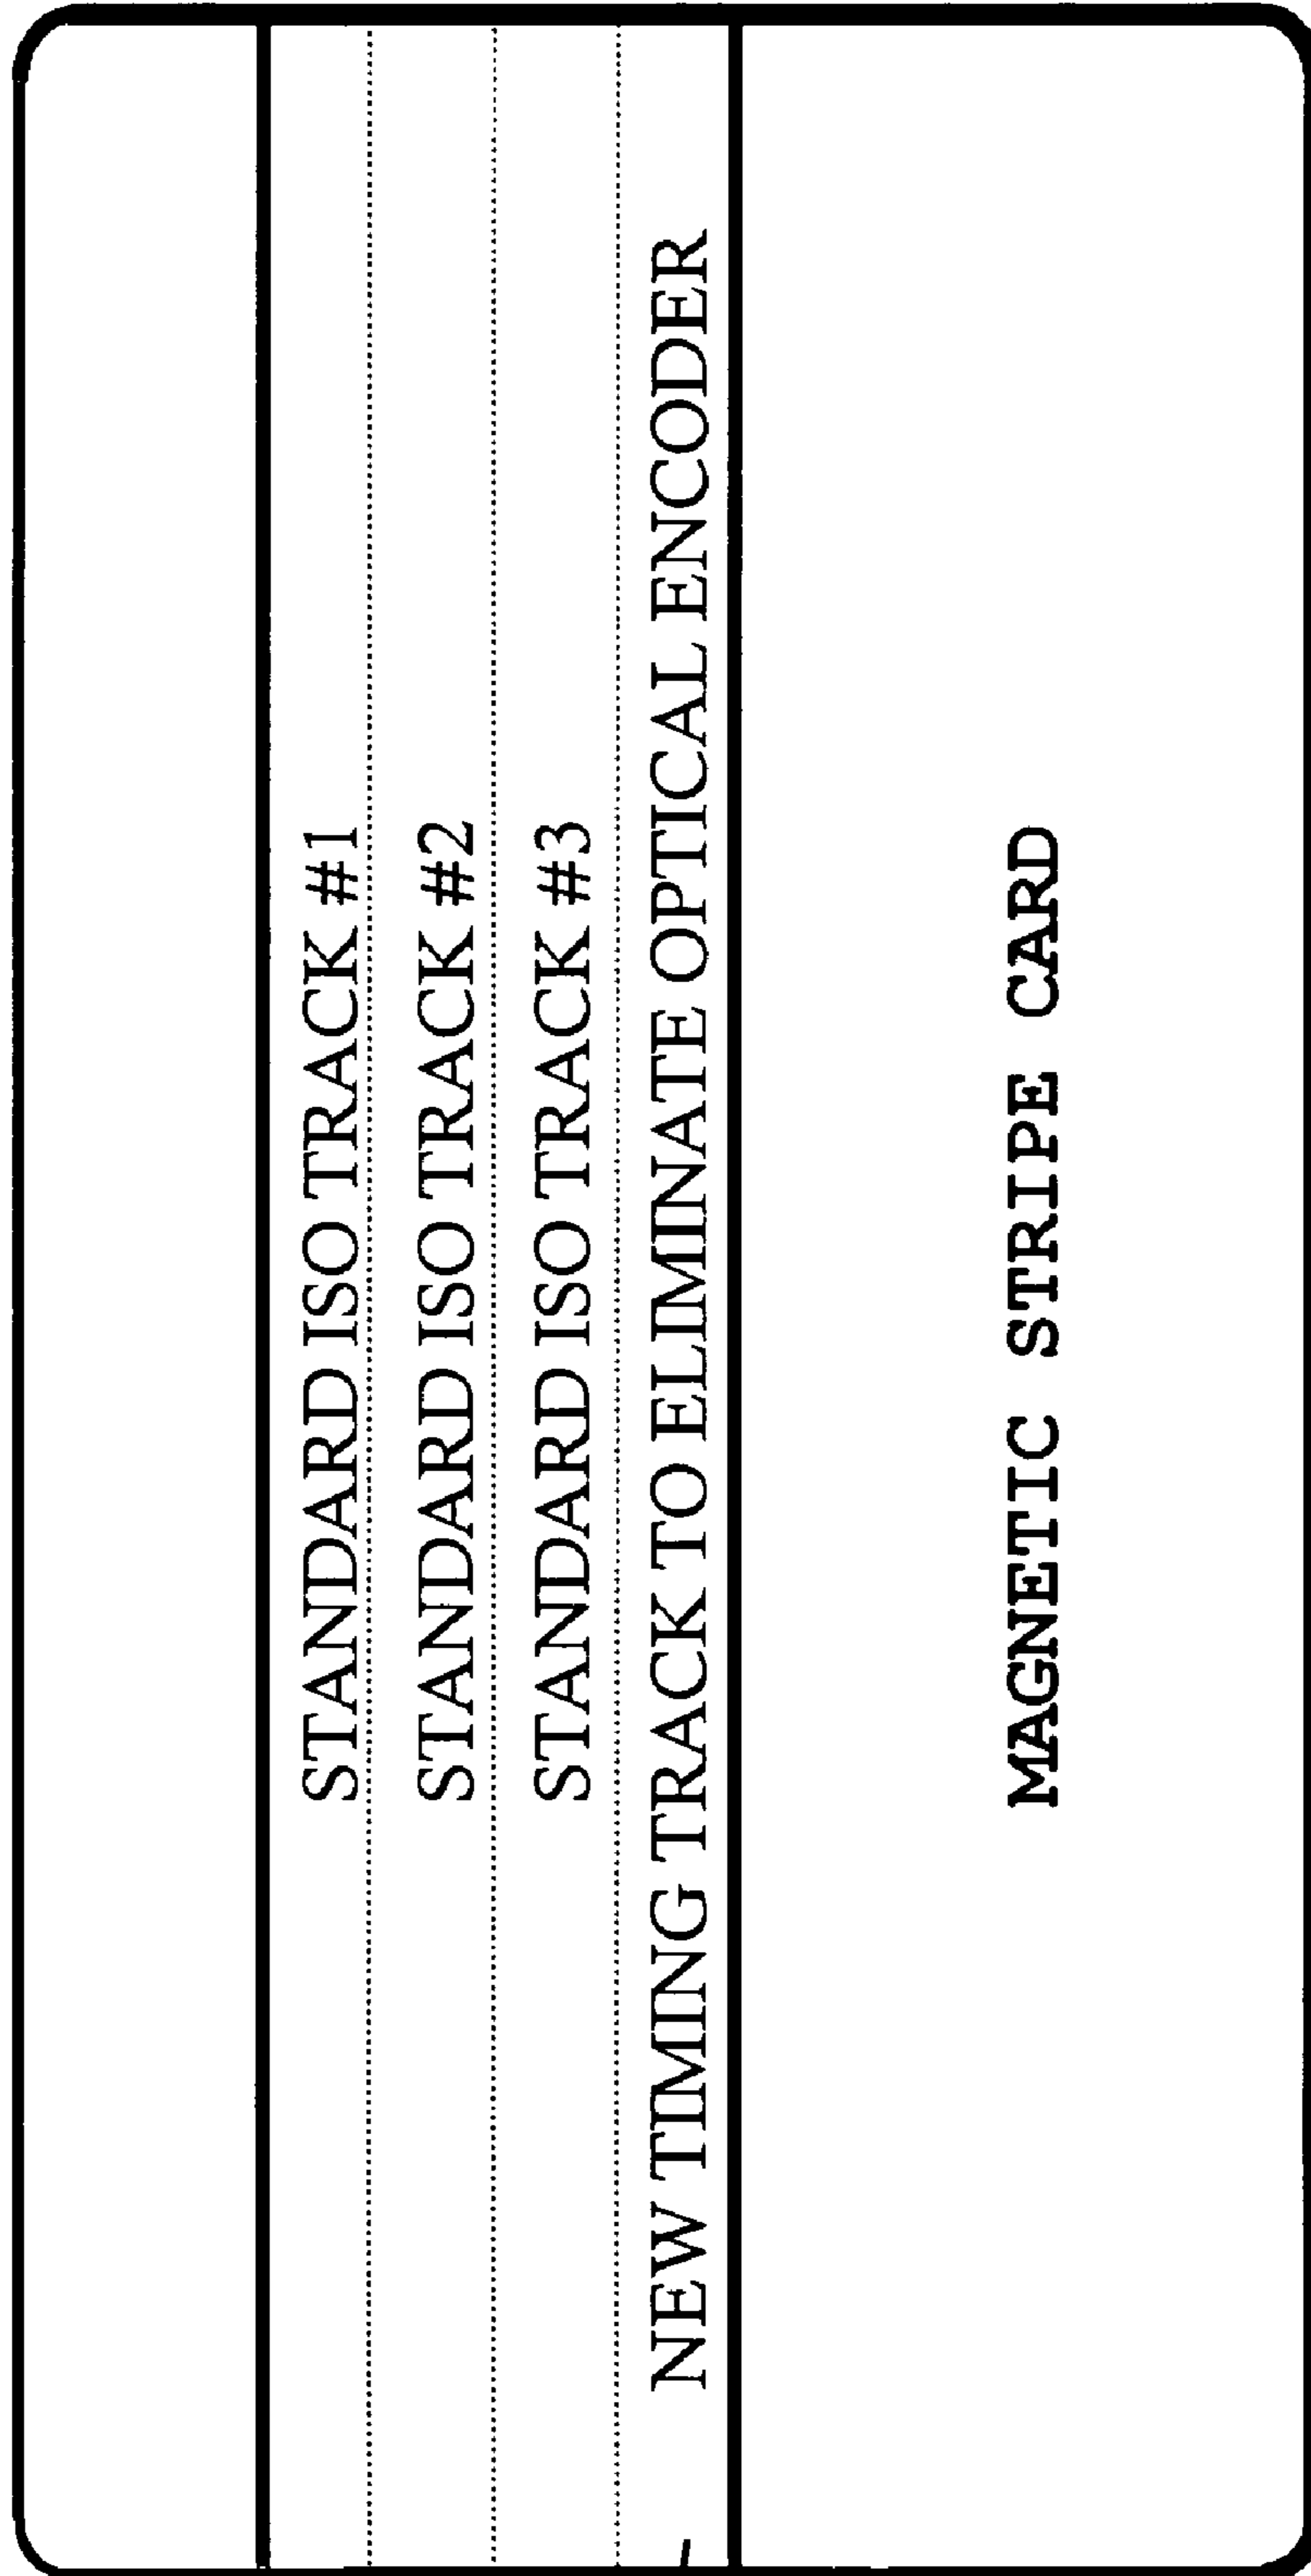 STANDARD ISO TRACK #1
STANDARD ISO TRACK #2
STANDARD ISO TRACK #3
NEW TIMING TRACK TO ELIMINATE OPTICAL ENCODER
MAGNETIC STRIPE CARD